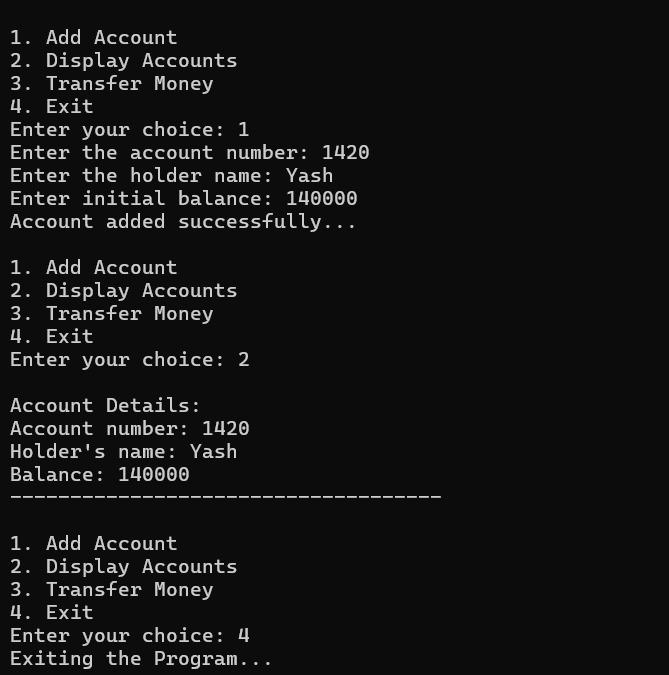 1. Add Account
2. Display Accounts
3. Transfer Money
4. Exit
Enter your choice: 1
Enter the account number: 1420
Enter the holder name: Yash
Enter initial balance: 140000
Account added successfully...
1. Add Account
2. Display Accounts
3. Transfer Money
4. Exit
Enter your choice: 2
Account Details:
Account number: 1420
Holder's name: Yash
Balance: 140000
------------------------------------
1. Add Account
2. Display Accounts
3. Transfer Money
4. Exit
Enter your choice: 4
Exiting the Program...